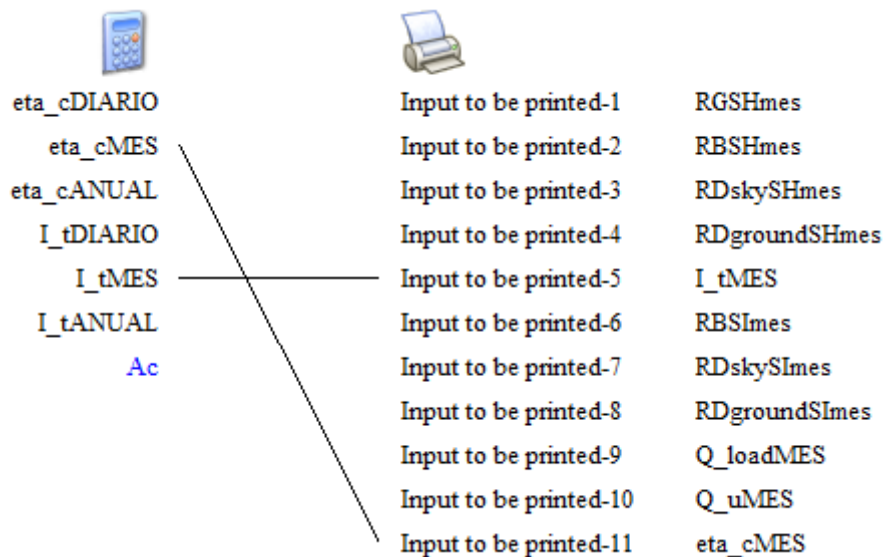 eta_cDIARIO Input to be printed-1 RGSHmes
eta_cMES Input to be printed-2 RBSHmes
eta_cANUAL Input to be printed-3 RDskySHmes
I_tDIARIO Input to be printed-4 RDgroundSHmes
I_tMES Input to be printed-5 I_tMES
I_tANUAL Input to be printed-6 RBSImes
Ac Input to be printed-7 RDskySImes
Input to be printed-8 RDgroundSImes
Input to be printed-9 Q_loadMES
Input to be printed-10 Q_uMES
Input to be printed-11 eta_cMES